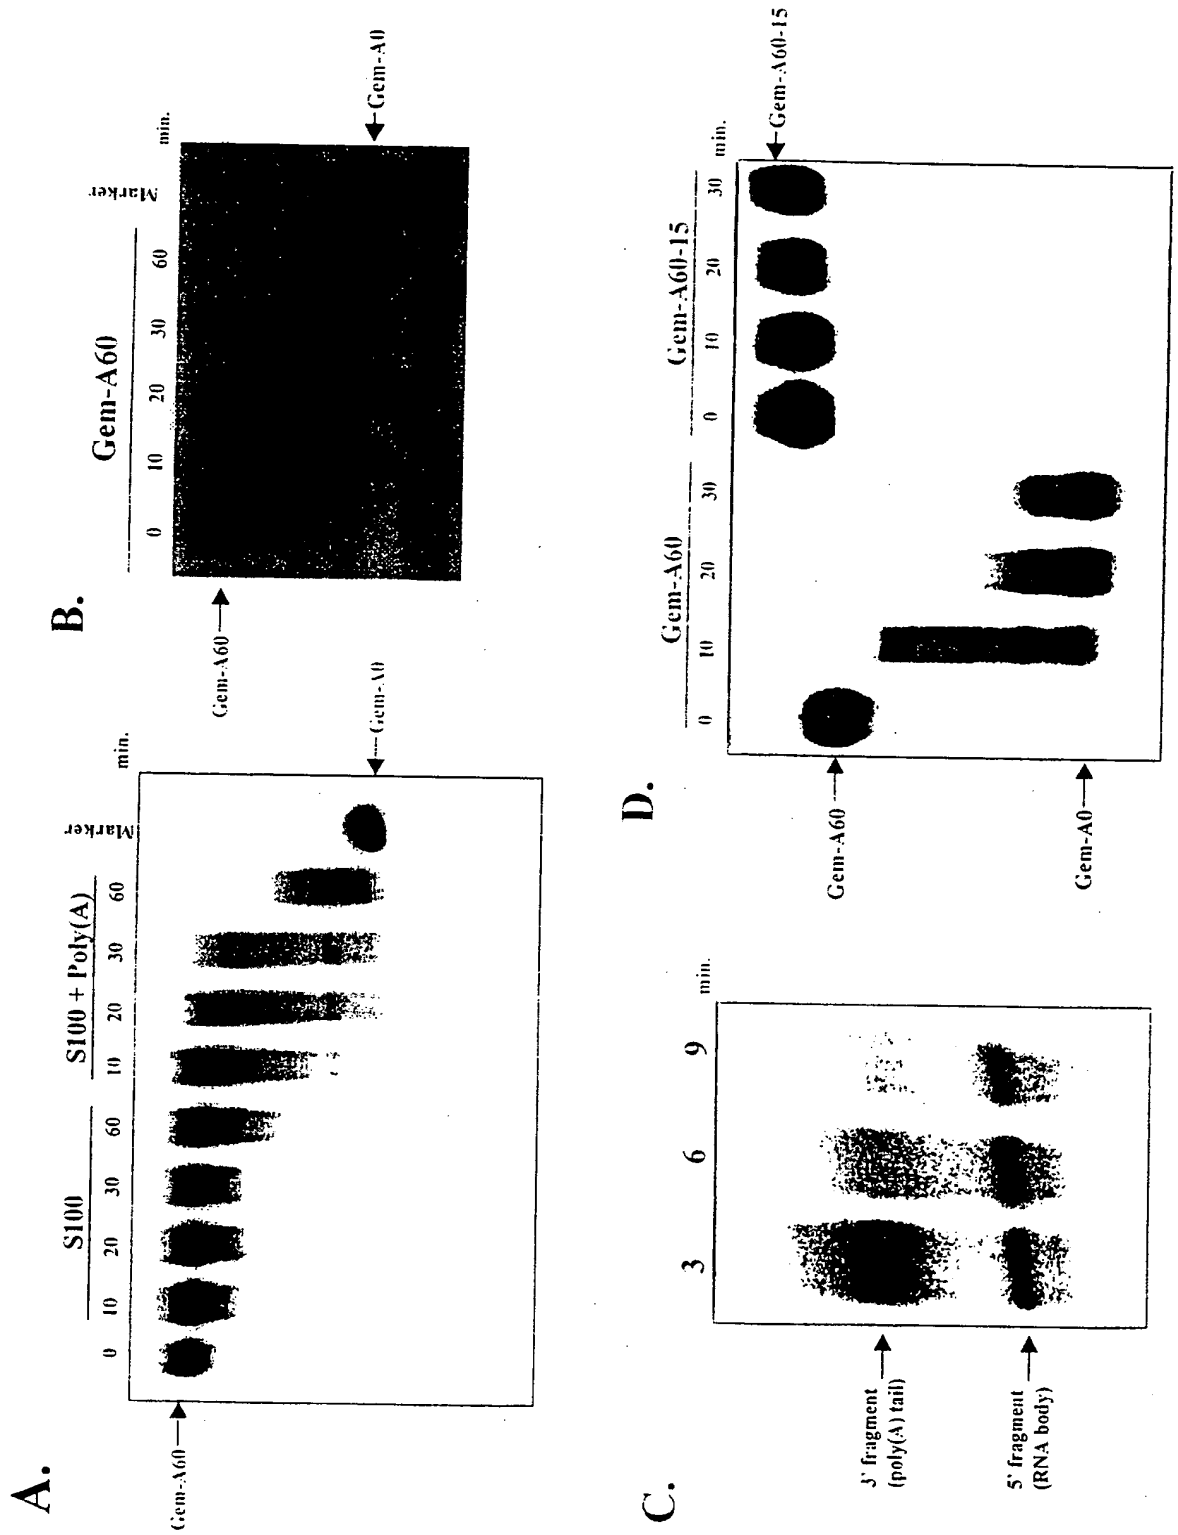 A.
S100
S100 + Poly(A)
0 10 20 30 60 10 20 30 60 Marker min.
Gem-A60
Gem-A0
B.
Gem-A60
0 10 20 30 60 Marker min.
Gem-A60
Gem-A0
C.
3 6 9 min.
3' fragment
(poly(A) tail)
5' fragment
(RNA body)
D.
Gem-A60
Gem-A60-15
0 10 20 30 0 10 20 30 min.
Gem-A60
Gem-A60-15
Gem-A0